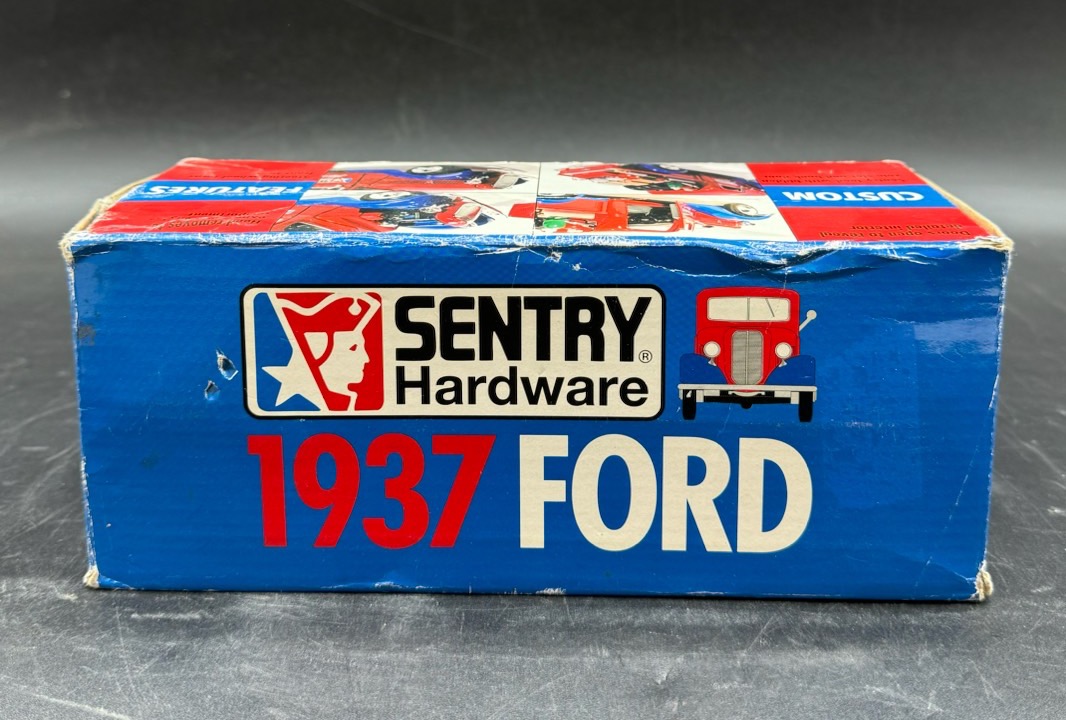 CUSTOM FEATURES
SENTRY®
Hardware
1937 FORD